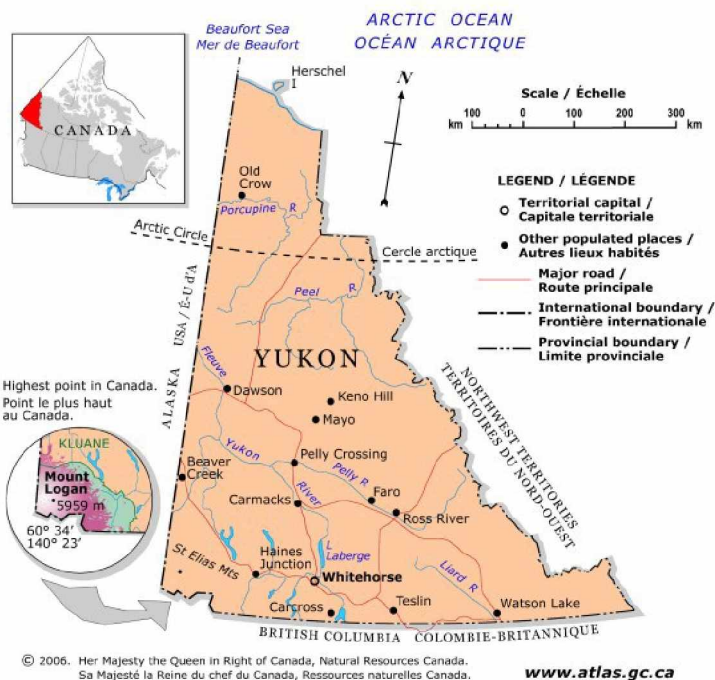 ARCTIC OCEAN
OCÉAN ARCTIQUE
Beaufort Sea
Mer de Beaufort
Herschel
I
N
CANADA
Scale / Échelle
km 100 0 100 200 300 km
LEGEND / LÉGENDE
Territorial capital /
Capitale territoriale
Other populated places /
Autres lieux habités
Major road /
Route principale
International boundary /
Frontière internationale
Provincial boundary /
Limite provinciale
Old
Crow
Porcupine R
Arctic Circle
Cercle arctique
Peel R
ALASKA USA / É-U d'A
YUKON
Fleuve
Dawson
Keno Hill
Mayo
NORTHWEST TERRITORIES
TERRITOIRES DU NORD-OUEST
Highest point in Canada.
Point le plus haut
au Canada.
KLUANE
Mount
Logan
5959 m
60° 34'
140° 23'
Yukon
River
Pelly Crossing
Pelly R
Beaver
Creek
Carmacks
Faro
Ross River
St Elias Mts
Haines
Junction
L
Laberge
Whitehorse
Liard R
Carcross
Teslin
Watson Lake
BRITISH COLUMBIA COLOMBIE-BRITANNIQUE
© 2006. Her Majesty the Queen in Right of Canada, Natural Resources Canada.
Sa Majesté la Reine du chef du Canada, Ressources naturelles Canada.
www.atlas.gc.ca